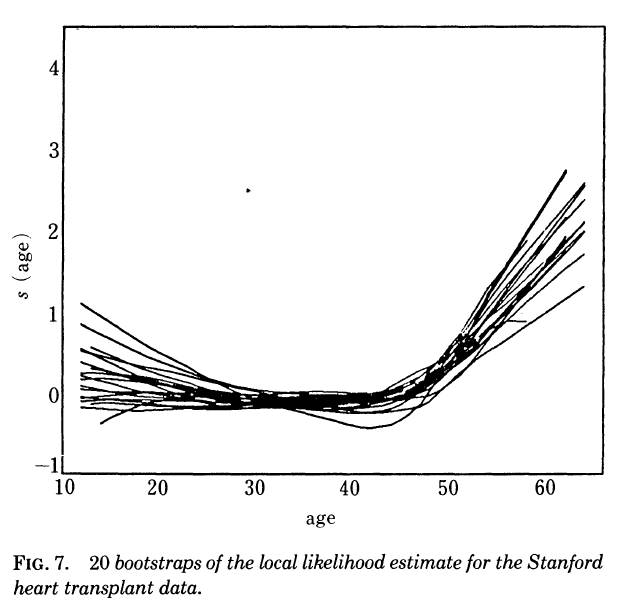 4
3
2
1
0
−1
s (age)
10 20 30 40 50 60
age
FIG. 7. 20 bootstraps of the local likelihood estimate for the Stanford
heart transplant data.